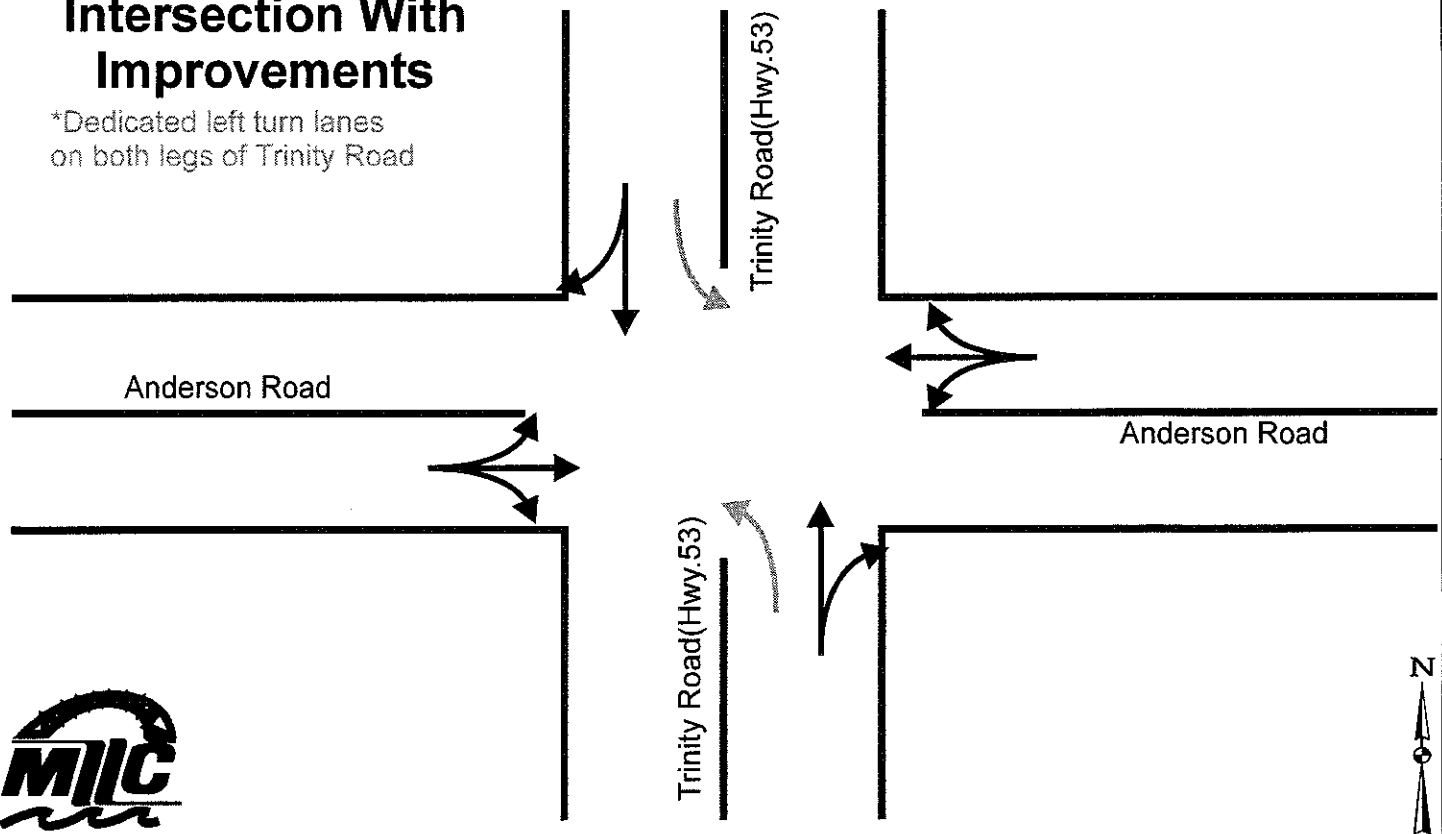 Intersection With
Improvements
*Dedicated left turn lanes
on both legs of Trinity Road
Trinity Road(Hwy.53)
Anderson Road
Anderson Road
Trinity Road(Hwy.53)
N